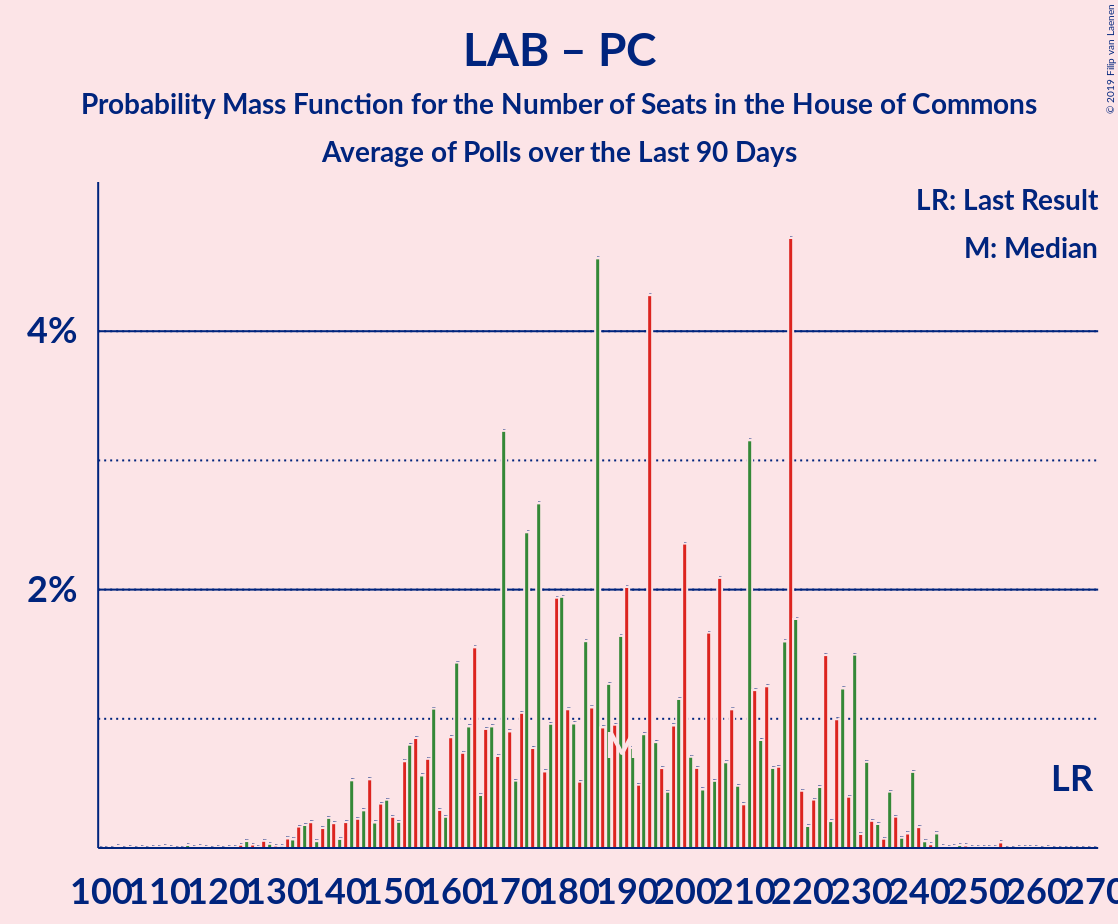 LAB – PC
Probability Mass Function for the Number of Seats in the House of Commons
Average of Polls over the Last 90 Days
© 2019 Filip van Laenen
LR: Last Result
M: Median
4%
2%
M
LR
100 110 120 130 140 150 160 170 180 190 200 210 220 230 240 250 260 270